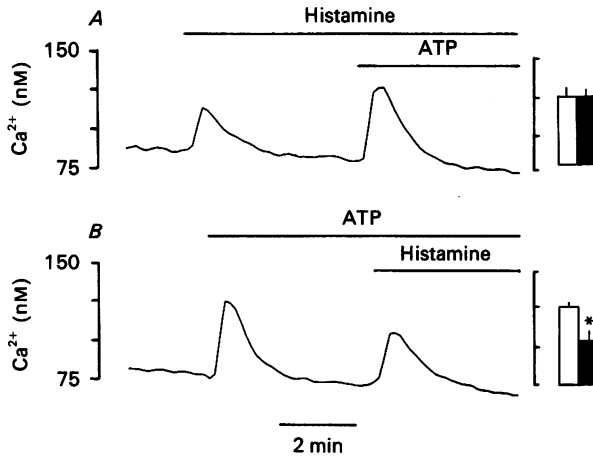 A
Histamine
ATP
150
Ca²⁺ (nM)
75
B
ATP
Histamine
150
Ca²⁺ (nM)
75
*
2 min